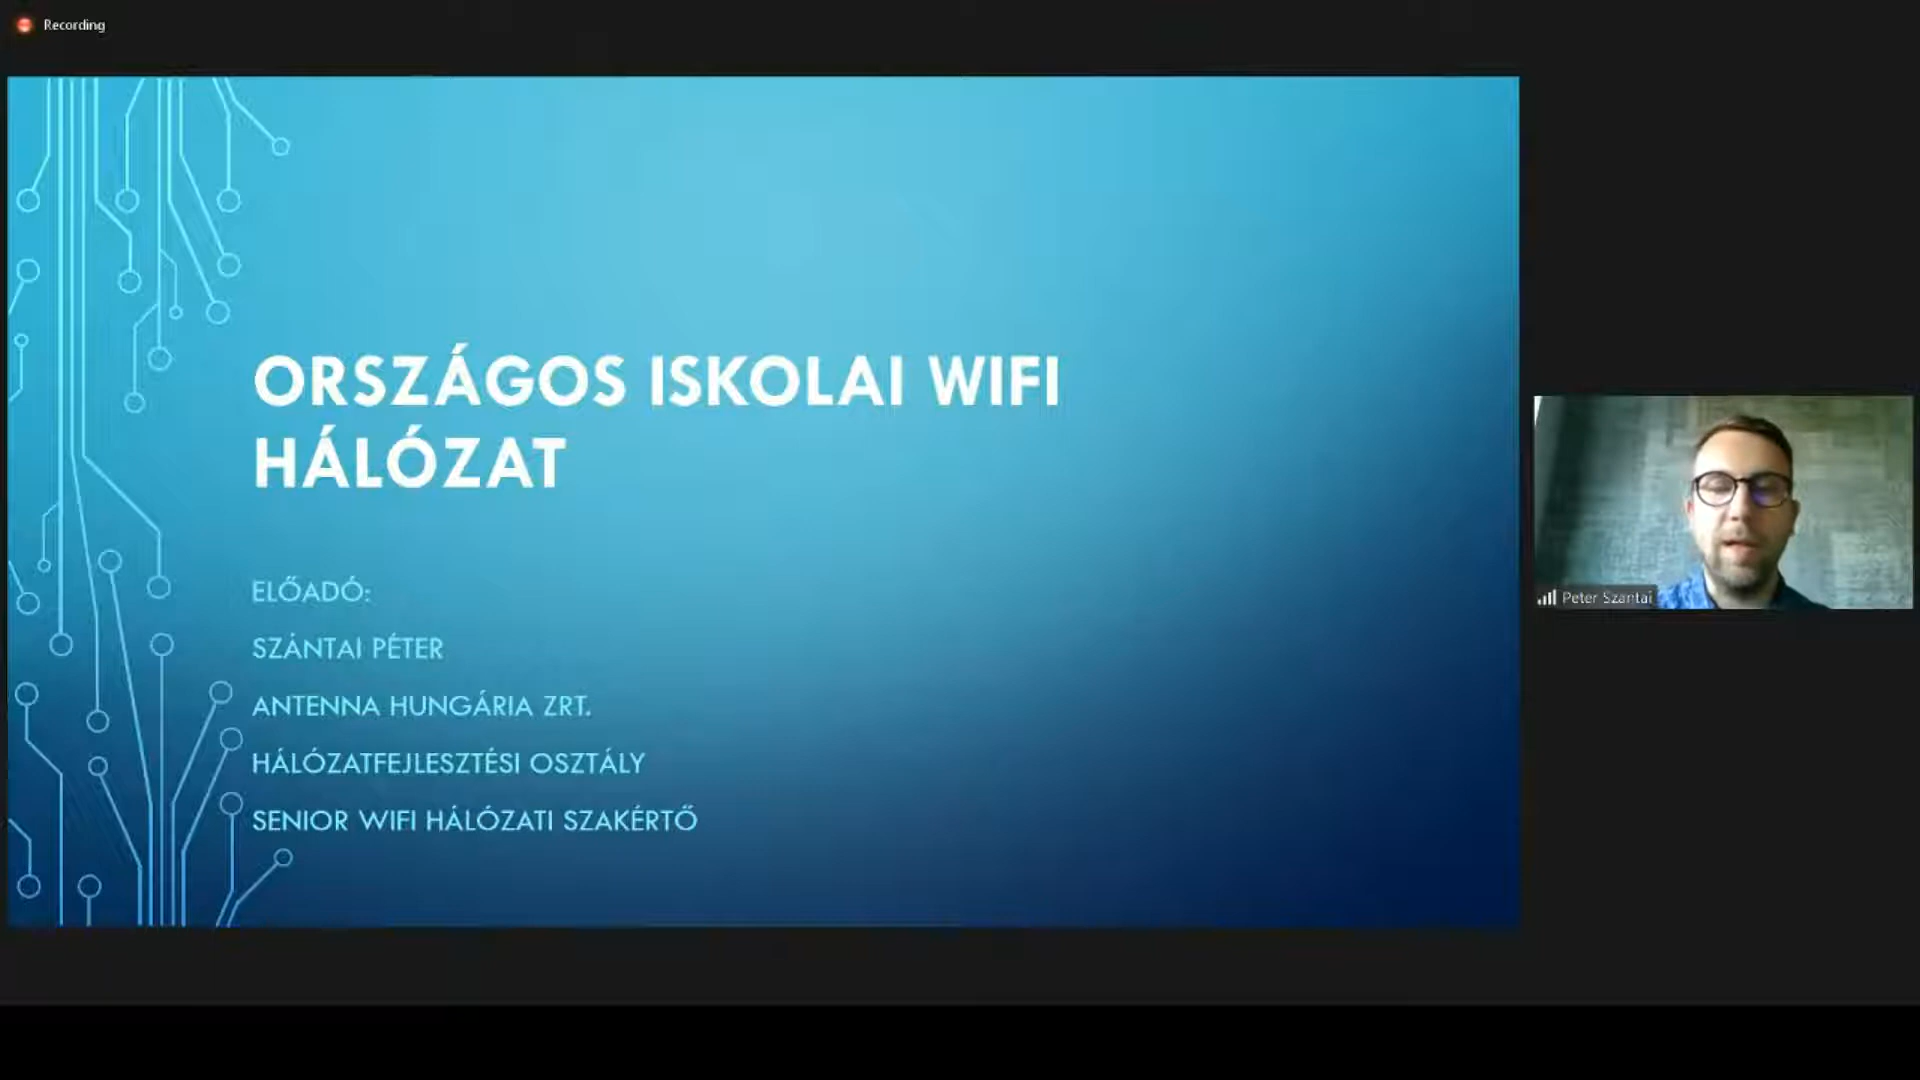 Recording
ORSZÁGOS ISKOLAI WIFI
HÁLÓZAT
ELŐADÓ:
SZÁNTAI PÉTER
ANTENNA HUNGÁRIA ZRT.
HÁLÓZATFEJLESZTÉSI OSZTÁLY
SENIOR WIFI HÁLÓZATI SZAKÉRTŐ
Peter Szantai